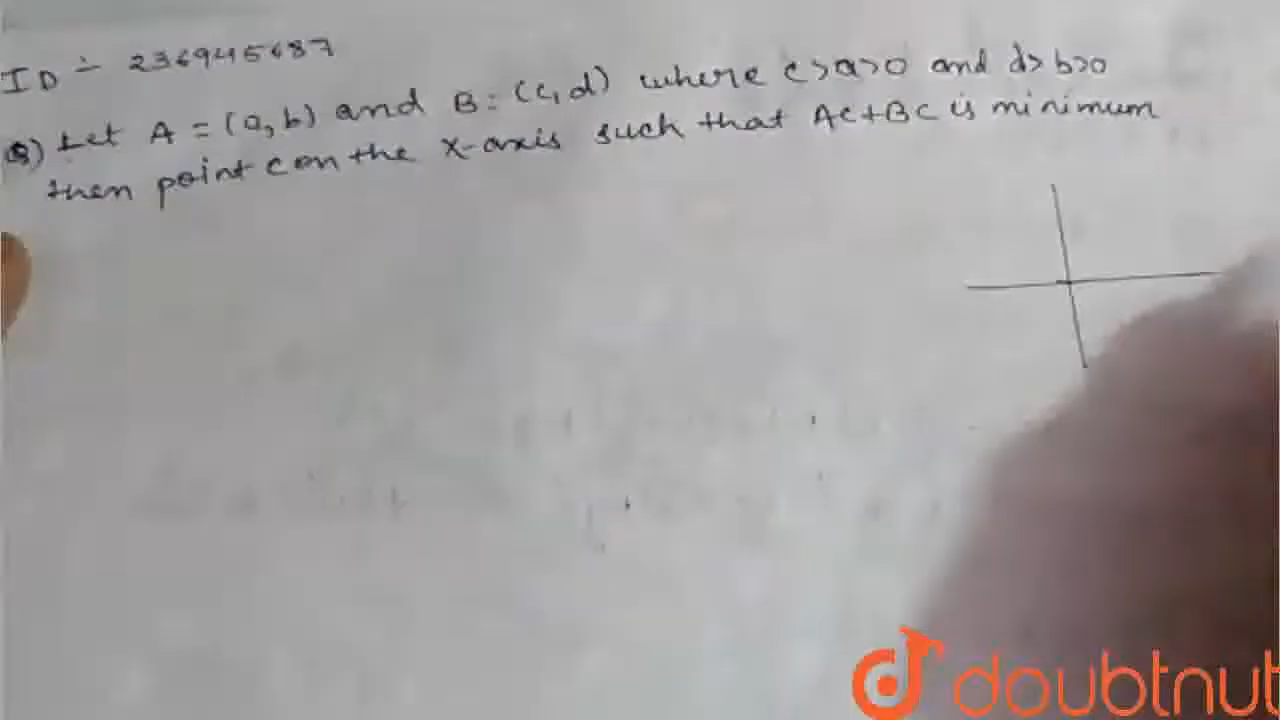 ID ÷ 236945687
Q) Let A = (a, b) and B = (c, d) where c > a > 0 and d > b > 0
then point c on the x-axis such that AC + BC is minimum
doubtnut